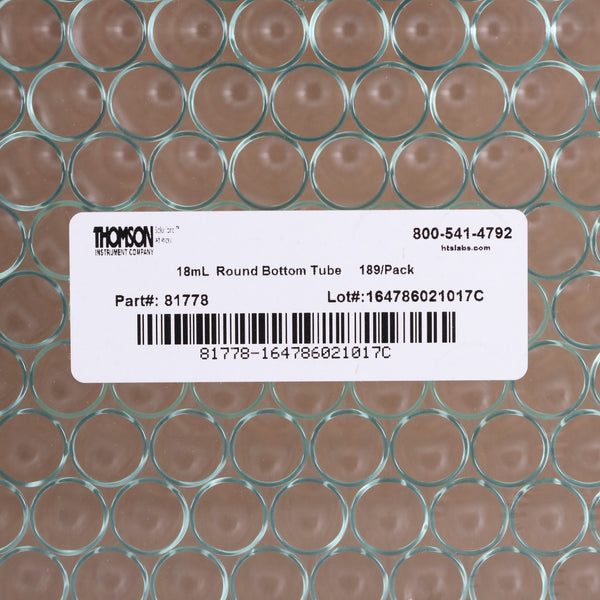 THOMSON
INSTRUMENT COMPANY
800-541-4792
htslabs.com
18mL Round Bottom Tube 189/Pack
Part#: 81778
Lot#:164786021017C
81778-164786021017C